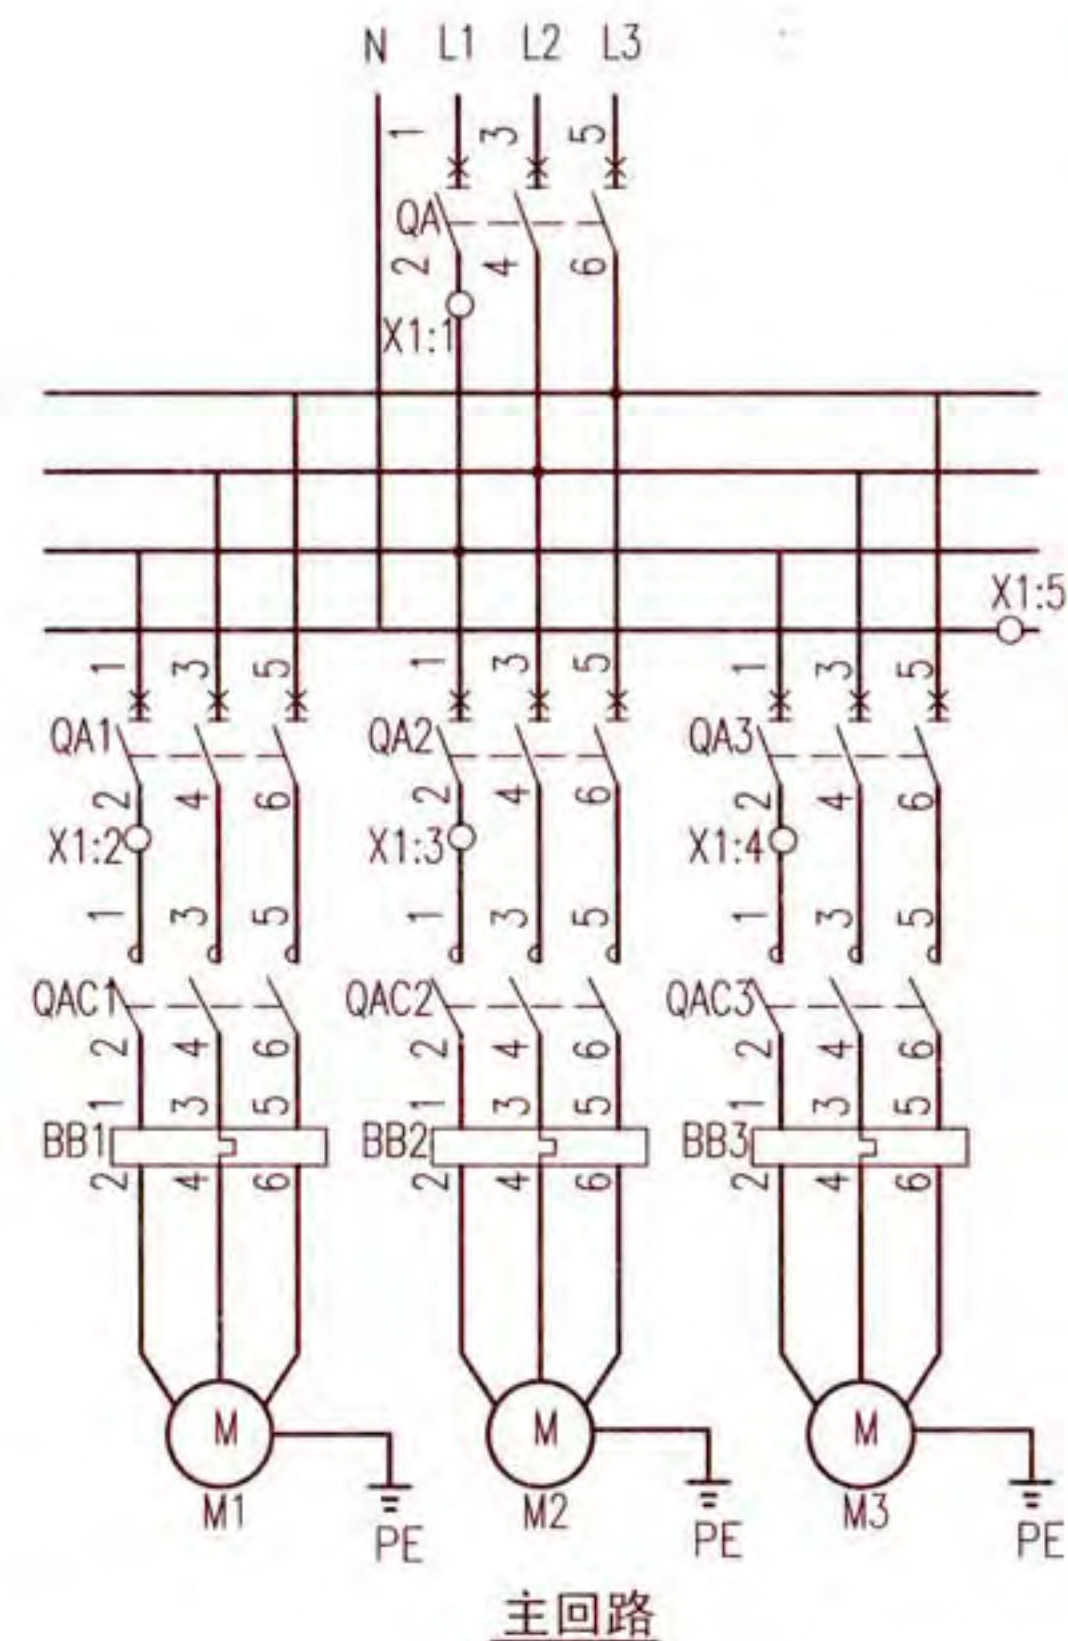 N L1 L2 L3
1 3 5
QA
2 4 6
X1:1
X1:5
1 3 5 1 3 5 1 3 5
QA1 QA2 QA3
2 4 6 2 4 6 2 4 6
X1:2 X1:3 X1:4
1 3 5 1 3 5 1 3 5
QAC1 QAC2 QAC3
2 4 6 2 4 6 2 4 6
1 3 5 1 3 5 1 3 5
BB1 BB2 BB3
2 4 6 2 4 6 2 4 6
M M M
M1 M2 M3
PE PE PE
主回路